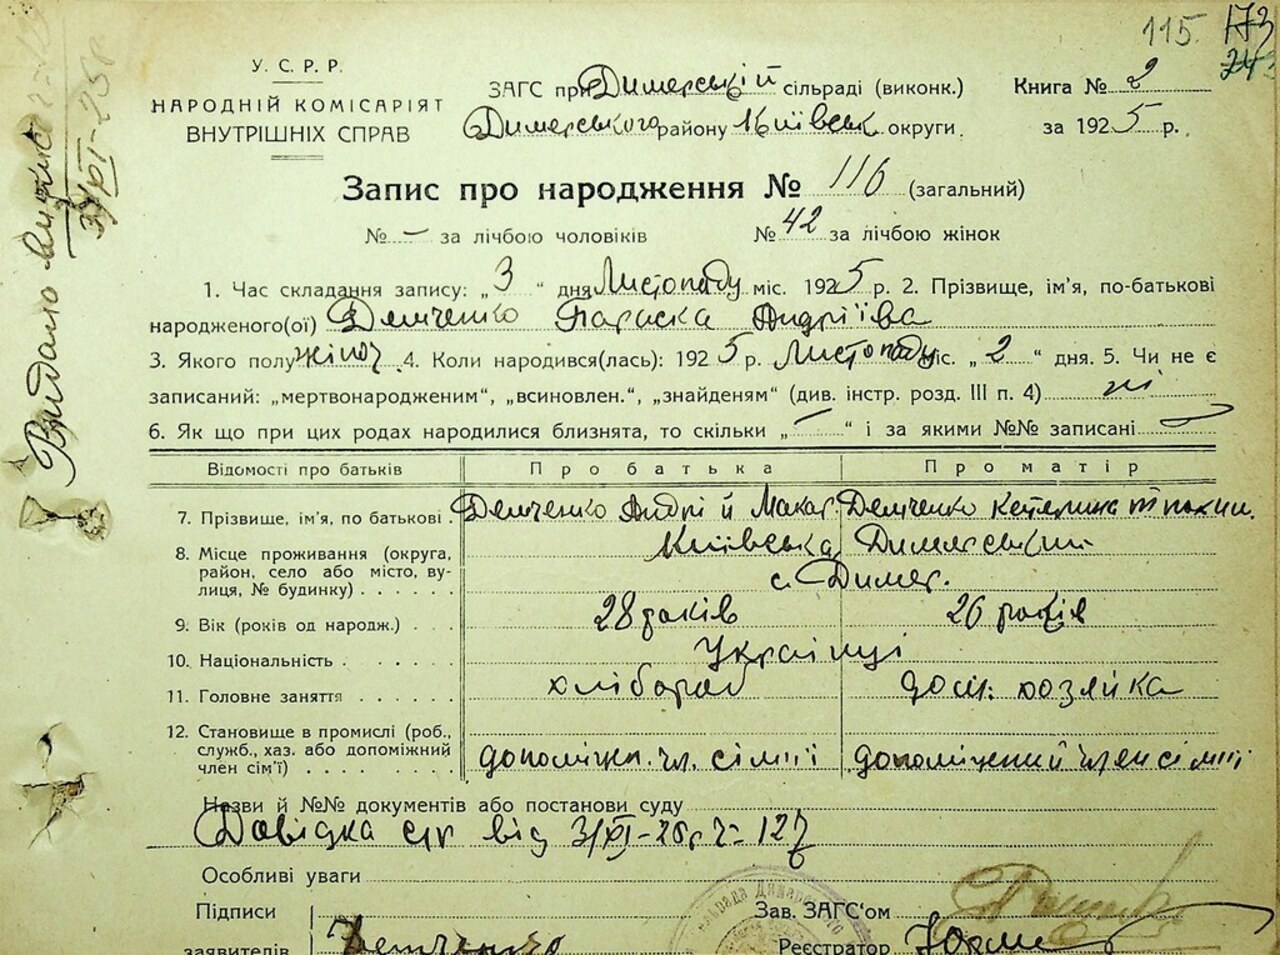 115. 173
У. С. Р. Р.
НАРОДНІЙ КОМІСАРІЯТ
ВНУТРІШНІХ СПРАВ
ЗАГС при Димерській сільраді (виконк.) Книга № 2
Димерського району Київськ округи. за 1925 р.
Запис про народження № 116 (загальний)
№ – за лічбою чоловіків № 42 за лічбою жінок
1. Час складання запису: „3“ дня Листопаду міс. 1925 р. 2. Прізвище, ім'я, по-батькові
народженого(ої) Демченко Параска Андріїва
3. Якого полу жіноч. 4. Коли народився(лась): 1925 р. Листопаду міс. „2“ дня. 5. Чи не є
записаний: „мертвонародженим“, „всиновлен.“, „знайденям“ (див. інстр. розд. III п. 4) ні
6. Як що при цих родах народилися близнята, то скільки „–“ і за якими №№ записані –
Відомості про батьків Про батька Про матір
7. Прізвище, ім'я, по батькові. Демченко Андрій Макар. Демченко Катерина
8. Місце проживання (округа, Київська Димерський
район, село або місто, ву- с. Димер.
лиця, № будинку) . . . . . .
9. Вік (років од народж.) . . . 28 років 26 років
10. Національність . . . . . . Українці
11. Головне заняття . . . . . хлібороб дом. хозяйка
12. Становище в промислі (роб.,
служб., хаз. або допоміжний допоміжн. чл. сімії допоміжний член сімії
член сім'ї) . . . . . . . .
Назви й №№ документів або постанови суду
Довідка с/р від 3/XI-25 р ч= 127
Особливі уваги
Підписи Зав. ЗАГС'ом
заявителів Демченко Реєстратор
Видано
3/XI-25 р